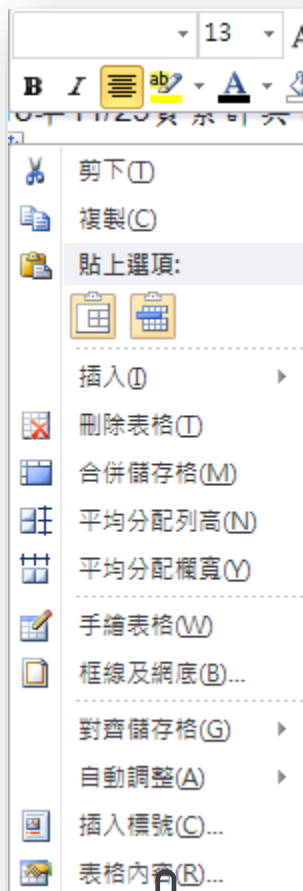 13 A
B I ab A
剪下(T)
複製(C)
貼上選項:
插入(I)
刪除表格(T)
合併儲存格(M)
平均分配列高(N)
平均分配欄寬(Y)
手繪表格(W)
框線及網底(B)...
對齊儲存格(G)
自動調整(A)
插入標號(C)...
表格內容(R)...